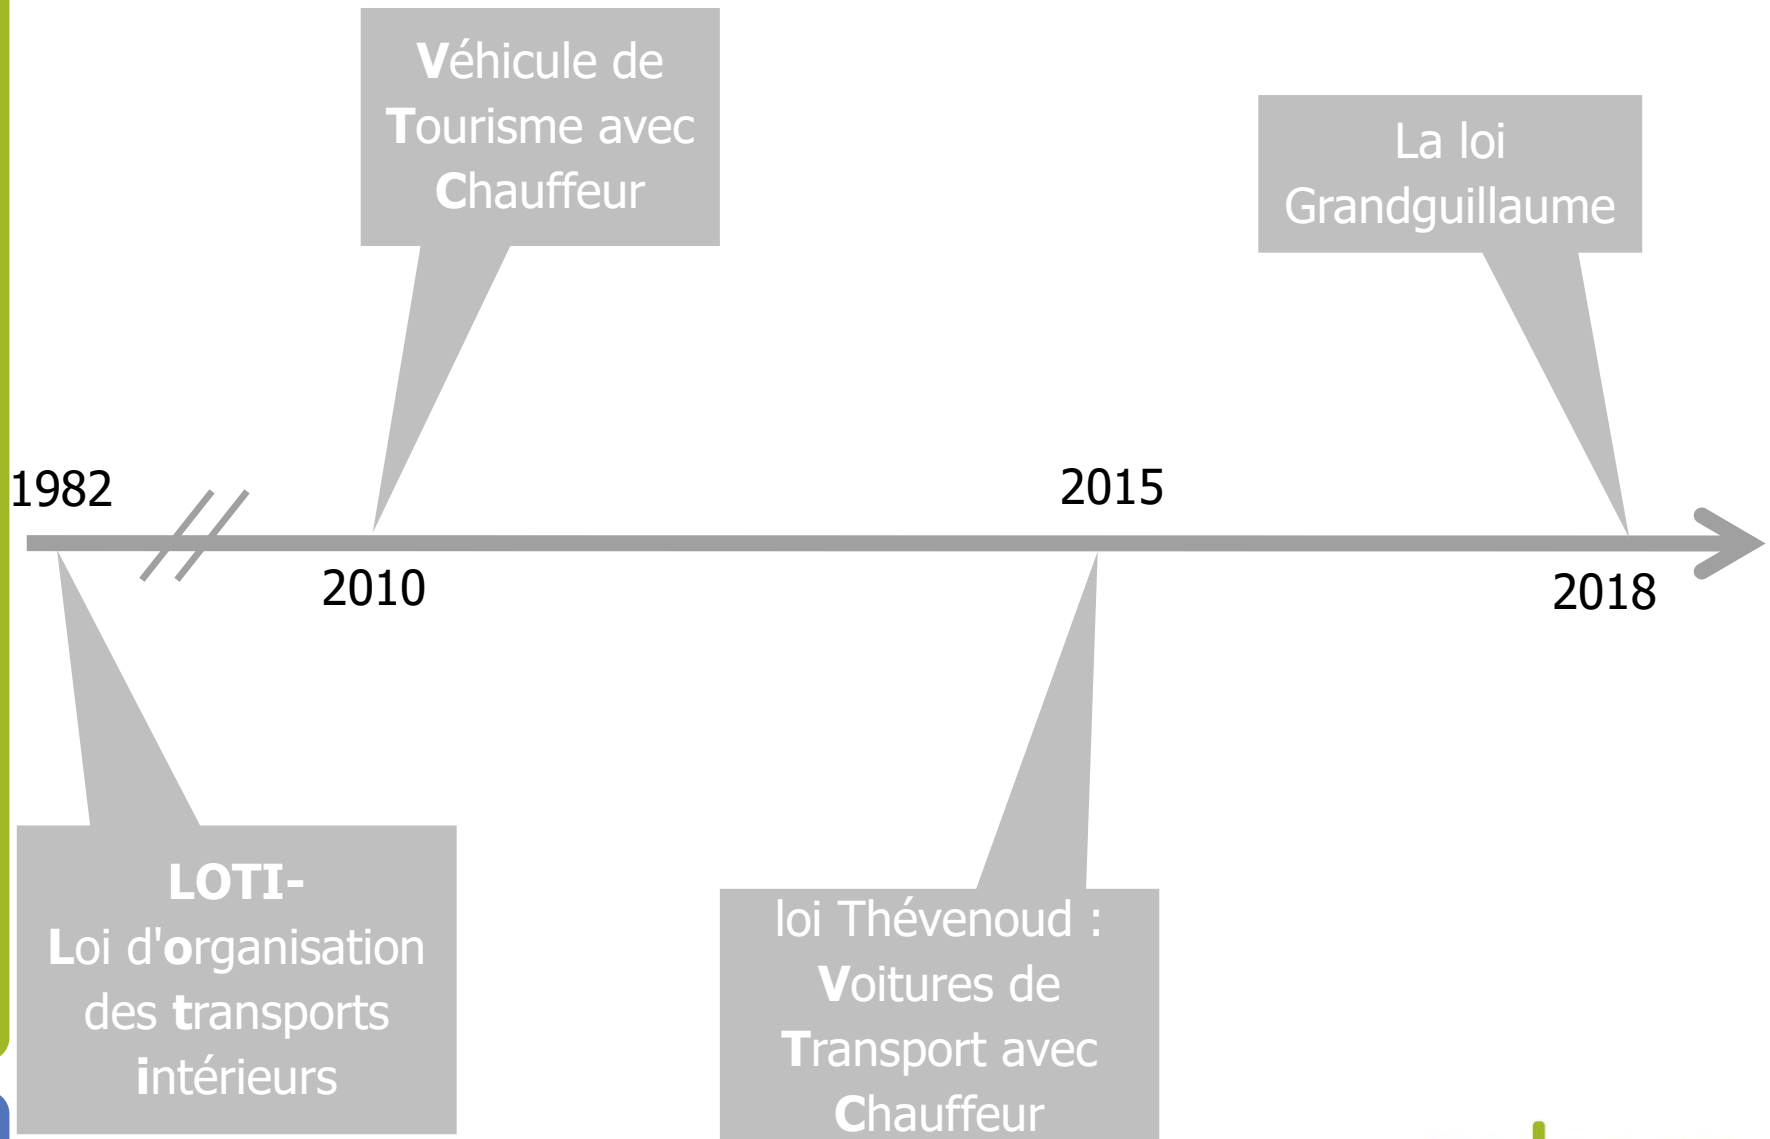 Véhicule de
Tourisme avec
Chauffeur
La loi
Grandguillaume
1982
2015
2010
2018
LOTI-
Loi d'organisation
des transports
intérieurs
loi Thévenoud :
Voitures de
Transport avec
Chauffeur